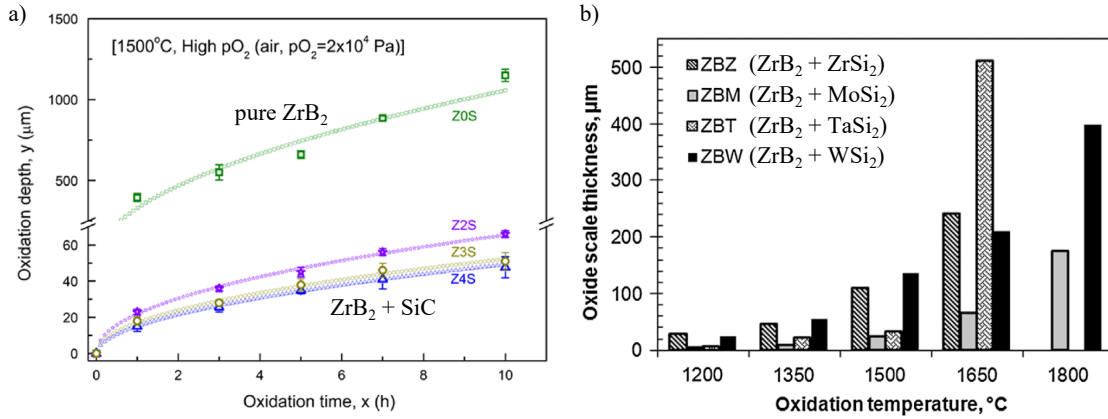 a)
[1500°C, High pO₂ (air, pO₂=2x10⁴ Pa)]
pure ZrB₂
Z0S
Z2S
Z3S
Z4S
ZrB₂ + SiC
Oxidation depth, y (μm)
1500
1000
500
60
40
20
0
0 2 4 6 8 10
Oxidation time, x (h)
b)
ZBZ (ZrB₂ + ZrSi₂)
ZBM (ZrB₂ + MoSi₂)
ZBT (ZrB₂ + TaSi₂)
ZBW (ZrB₂ + WSi₂)
Oxide scale thickness, μm
500
400
300
200
100
0
1200 1350 1500 1650 1800
Oxidation temperature, °C